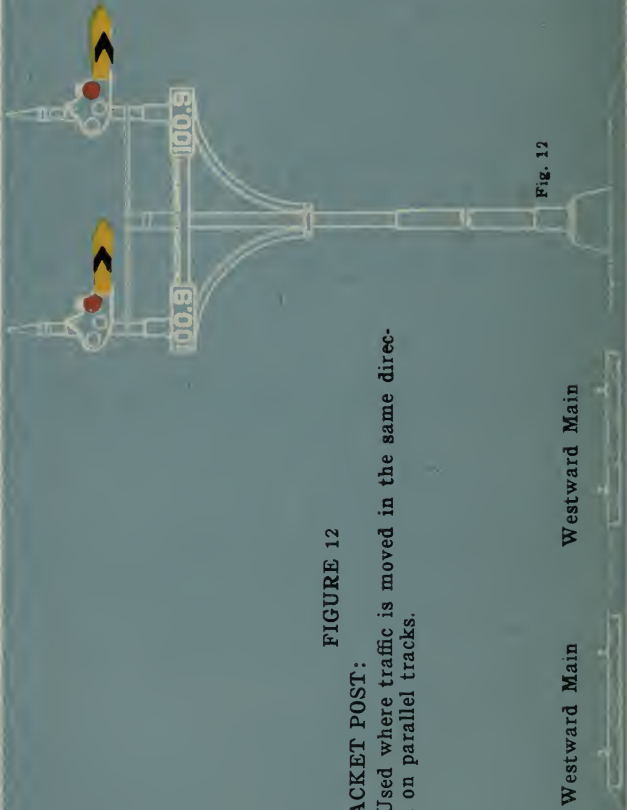 100.9
100.9
Fig. 12
FIGURE 12
ACKET POST:
Used where traffic is moved in the same direc-
on parallel tracks.
Westward Main
Westward Main